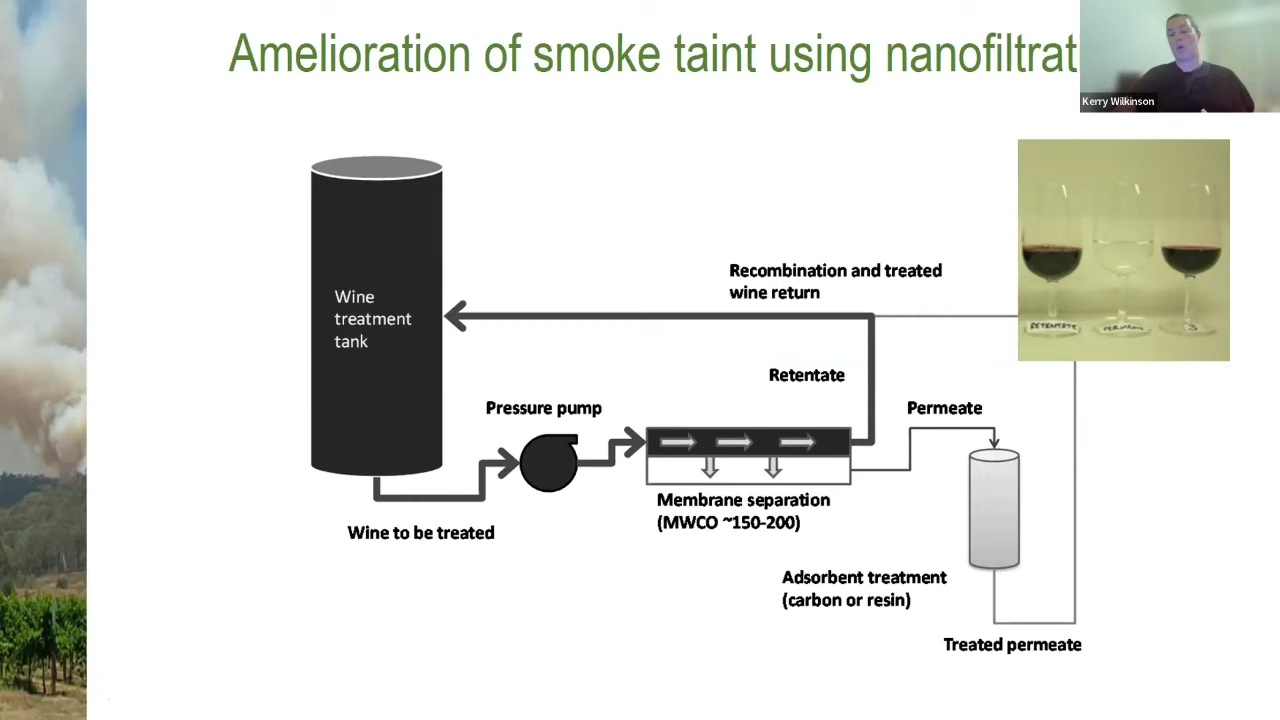 Amelioration of smoke taint using nanofiltrat
Kerry Wilkinson
Wine
treatment
tank
Recombination and treated
wine return
Retentate
Pressure pump
Permeate
Membrane separation
(MWCO ~150-200)
Wine to be treated
Adsorbent treatment
(carbon or resin)
Treated permeate
RETENTATE
3